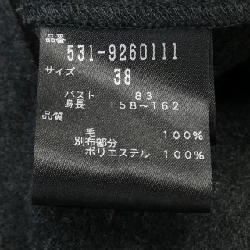 品番
531-9260111
サイズ
38
バスト 83
身長 158~162
品質
毛 100%
別布部分
ポリエステル 100%